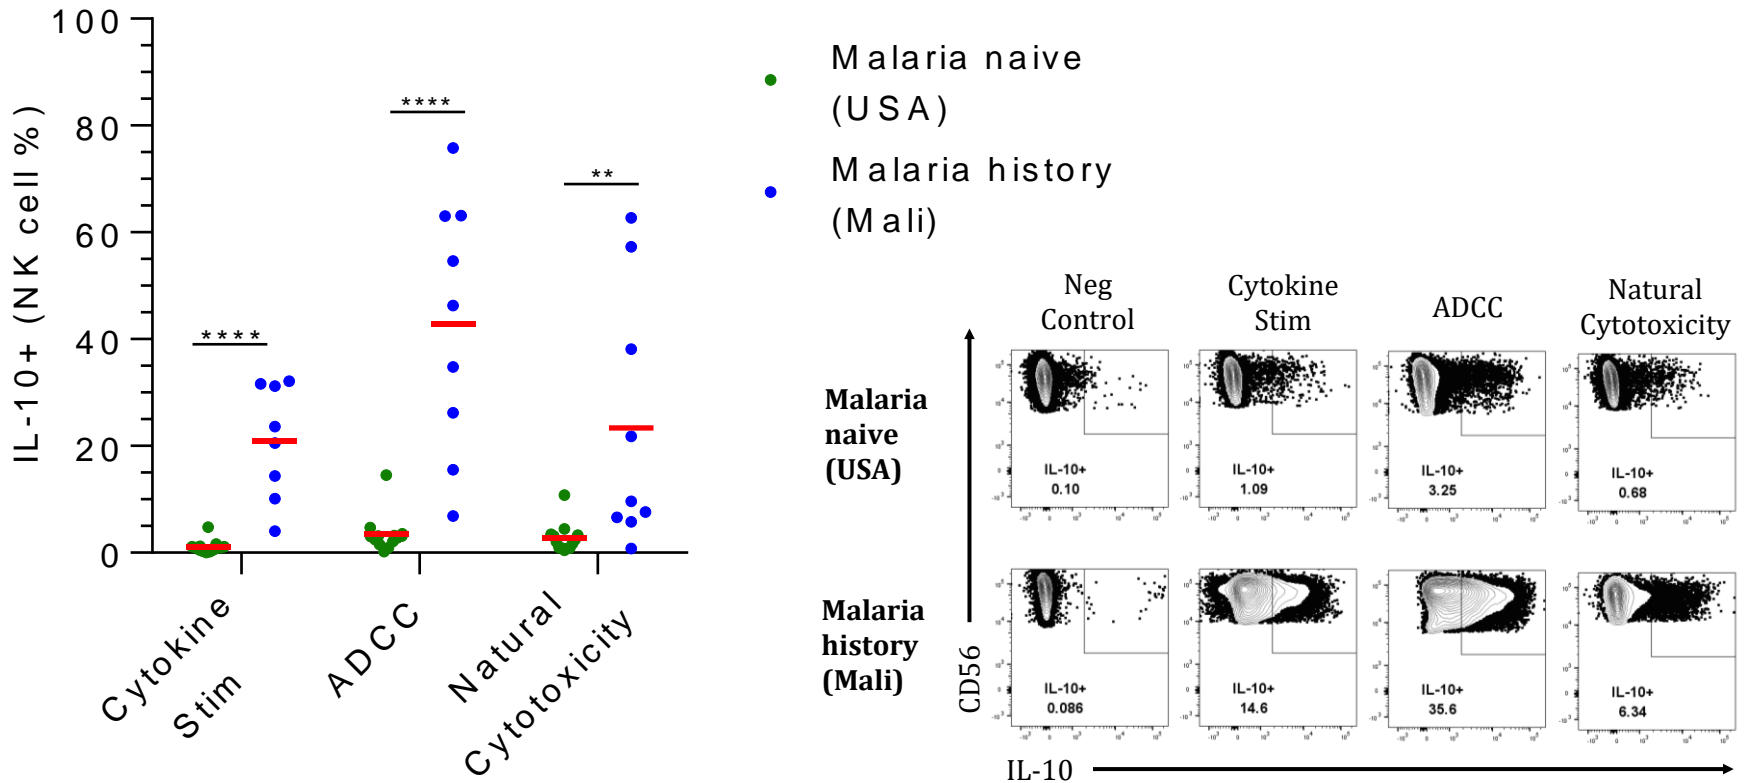 IL-10+ (NK cell %)
100
80
60
40
20
0
****
****
**
Cytokine
Stim
ADCC
Natural
Cytotoxicity
Malaria naive
(USA)
Malaria history
(Mali)
Neg
Control
Cytokine
Stim
ADCC
Natural
Cytotoxicity
Malaria
naive
(USA)
IL-10+
0.10
IL-10+
1.09
IL-10+
3.25
IL-10+
0.68
Malaria
history
(Mali)
IL-10+
0.086
IL-10+
14.6
IL-10+
35.6
IL-10+
6.34
CD56
IL-10